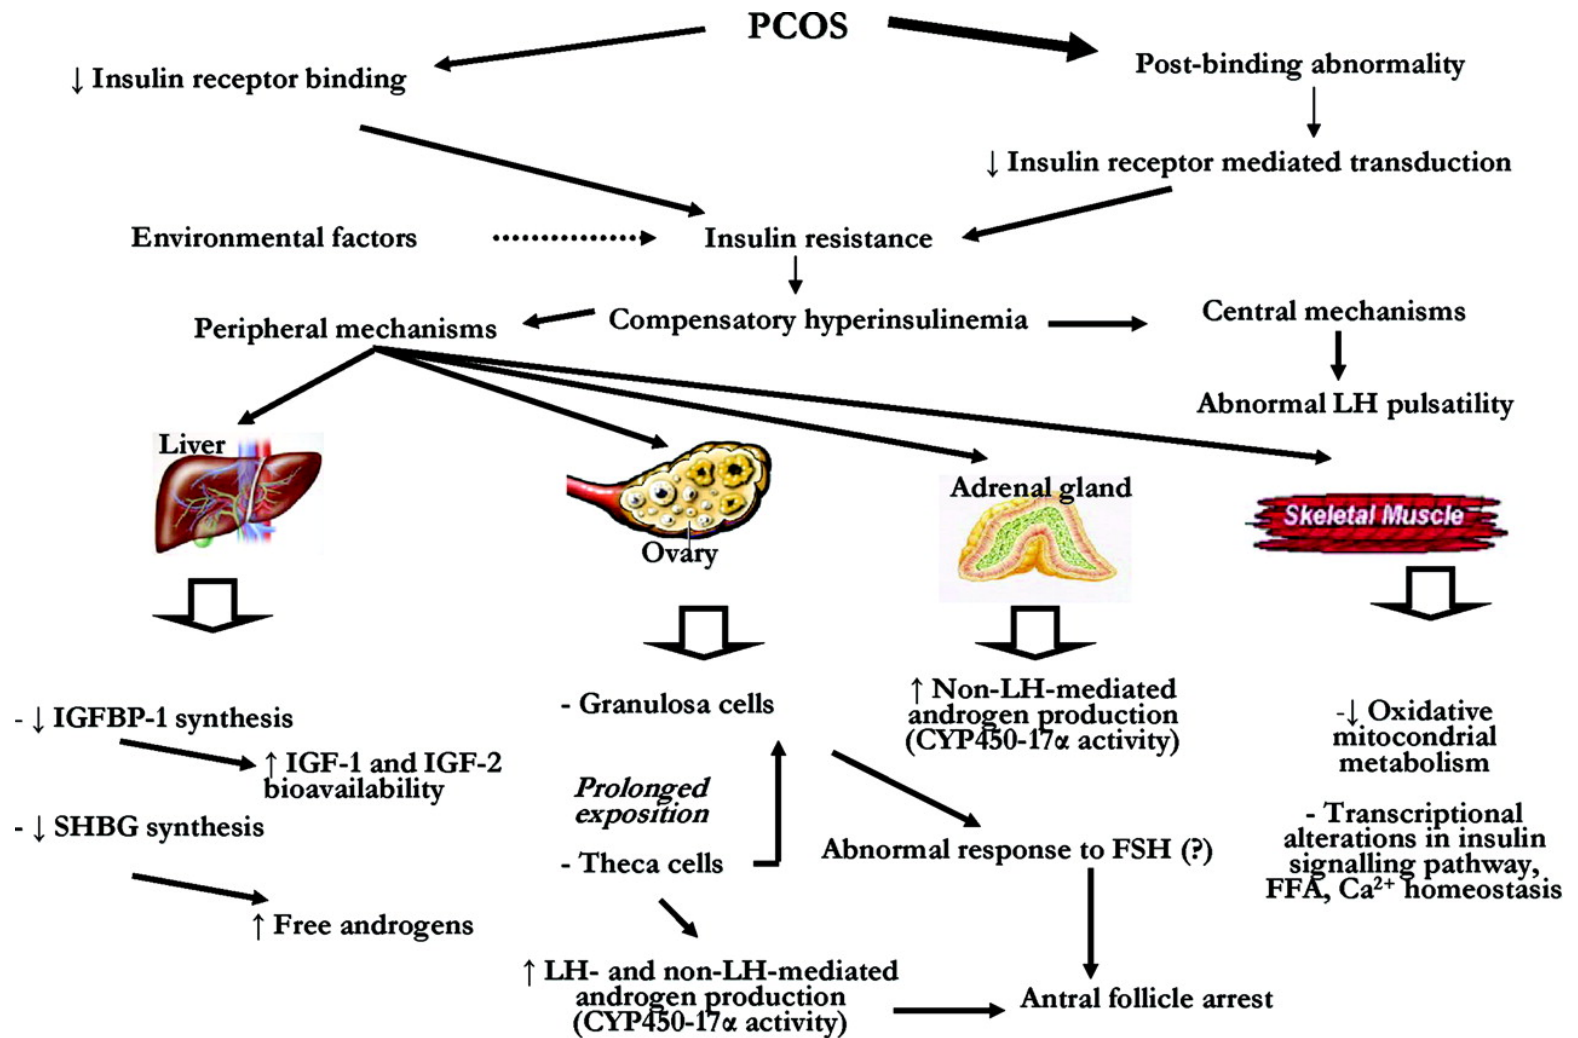 PCOS
↓ Insulin receptor binding
Post-binding abnormality
↓ Insulin receptor mediated transduction
Environmental factors
Insulin resistance
Peripheral mechanisms
Compensatory hyperinsulinemia
Central mechanisms
Abnormal LH pulsatility
Liver
Ovary
Adrenal gland
Skeletal Muscle
- ↓ IGFBP-1 synthesis
↑ IGF-1 and IGF-2
bioavailability
- ↓ SHBG synthesis
↑ Free androgens
- Granulosa cells
Prolonged
exposition
- Theca cells
↑ LH- and non-LH-mediated
androgen production
(CYP450-17α activity)
↑ Non-LH-mediated
androgen production
(CYP450-17α activity)
Abnormal response to FSH (?)
Antral follicle arrest
-↓ Oxidative
mitocondrial
metabolism
- Transcriptional
alterations in insulin
signalling pathway,
FFA, Ca²⁺ homeostasis